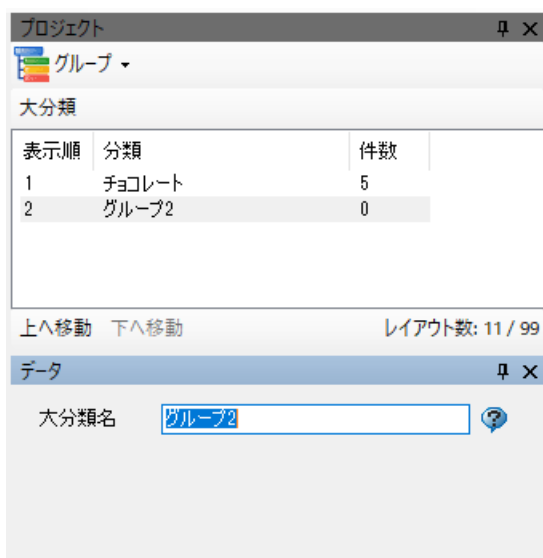 プロジェクト
グループ
大分類
表示順 分類 件数
1 チョコレート 5
2 グループ2 0
上へ移動 下へ移動 レイアウト数: 11 / 99
データ
大分類名 グループ2